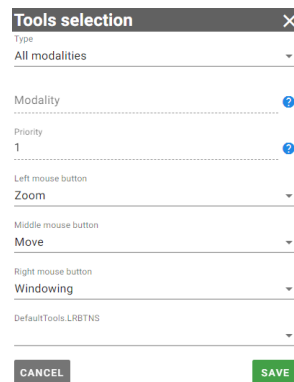 Tools selection
Type
All modalities
Modality
Priority
1
Left mouse button
Zoom
Middle mouse button
Move
Right mouse button
Windowing
DefaultTools.LRBTNS
CANCEL SAVE